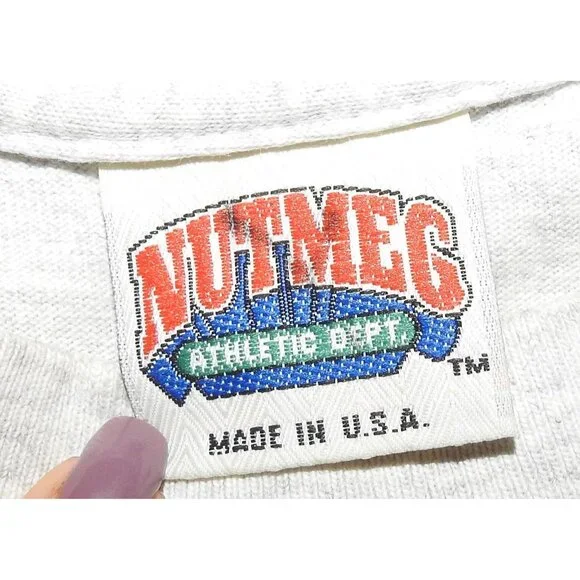 NUTMEG
ATHLETIC DEPT
TM
MADE IN U.S.A.